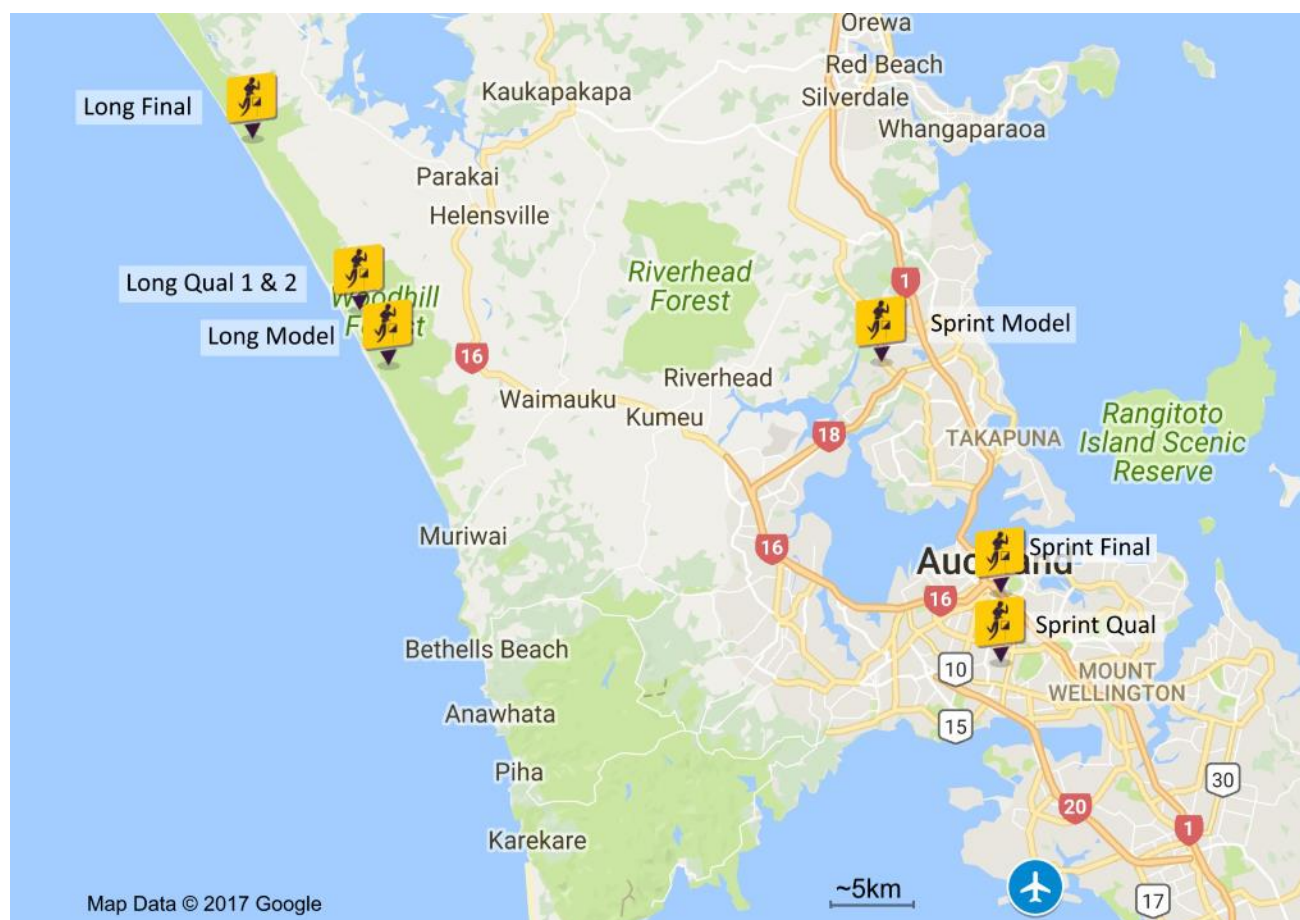 Orewa
Red Beach
Silverdale
Whangaparaoa
Kaukapakapa
Long Final
Parakai
Helensville
Long Qual 1 & 2
Woodhill
Long Model
Riverhead
Forest
1
Sprint Model
16
Riverhead
Waimauku
Kumeu
18
TAKAPUNA
Rangitoto
Island Scenic
Reserve
Muriwai
16
Auckland
Sprint Final
16
Sprint Qual
Bethells Beach
10
MOUNT
WELLINGTON
Anawhata
15
Piha
30
20
1
Karekare
~5km
17
Map Data © 2017 Google